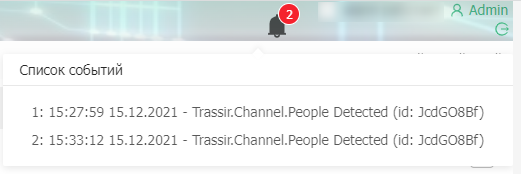 2
Admin
Список событий
1: 15:27:59 15.12.2021 - Trassir.Channel.People Detected (id: JcdGO8Bf)
2: 15:33:12 15.12.2021 - Trassir.Channel.People Detected (id: JcdGO8Bf)